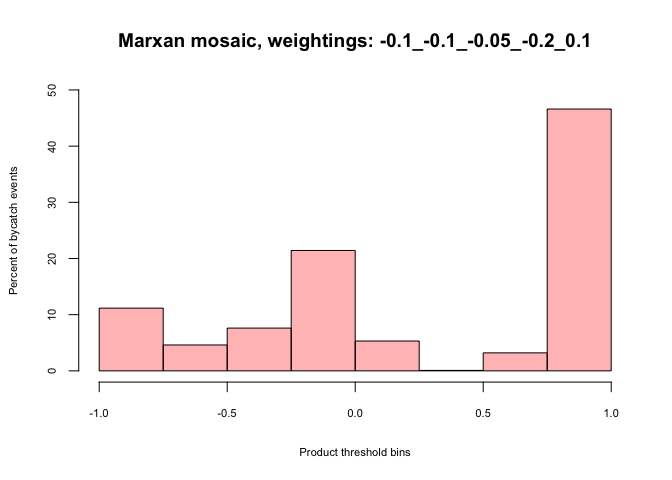 Marxan mosaic, weightings: -0.1_-0.1_-0.05_-0.2_0.1
Percent of bycatch events
50
40
30
20
10
0
-1.0 -0.5 0.0 0.5 1.0
Product threshold bins